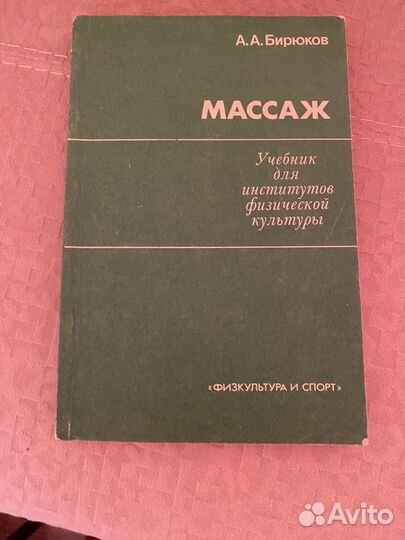 А.А.Бирюков
МАССАЖ
Учебник
для
институтов
физической
культуры
«ФИЗКУЛЬТУРА И СПОРТ»
Avito